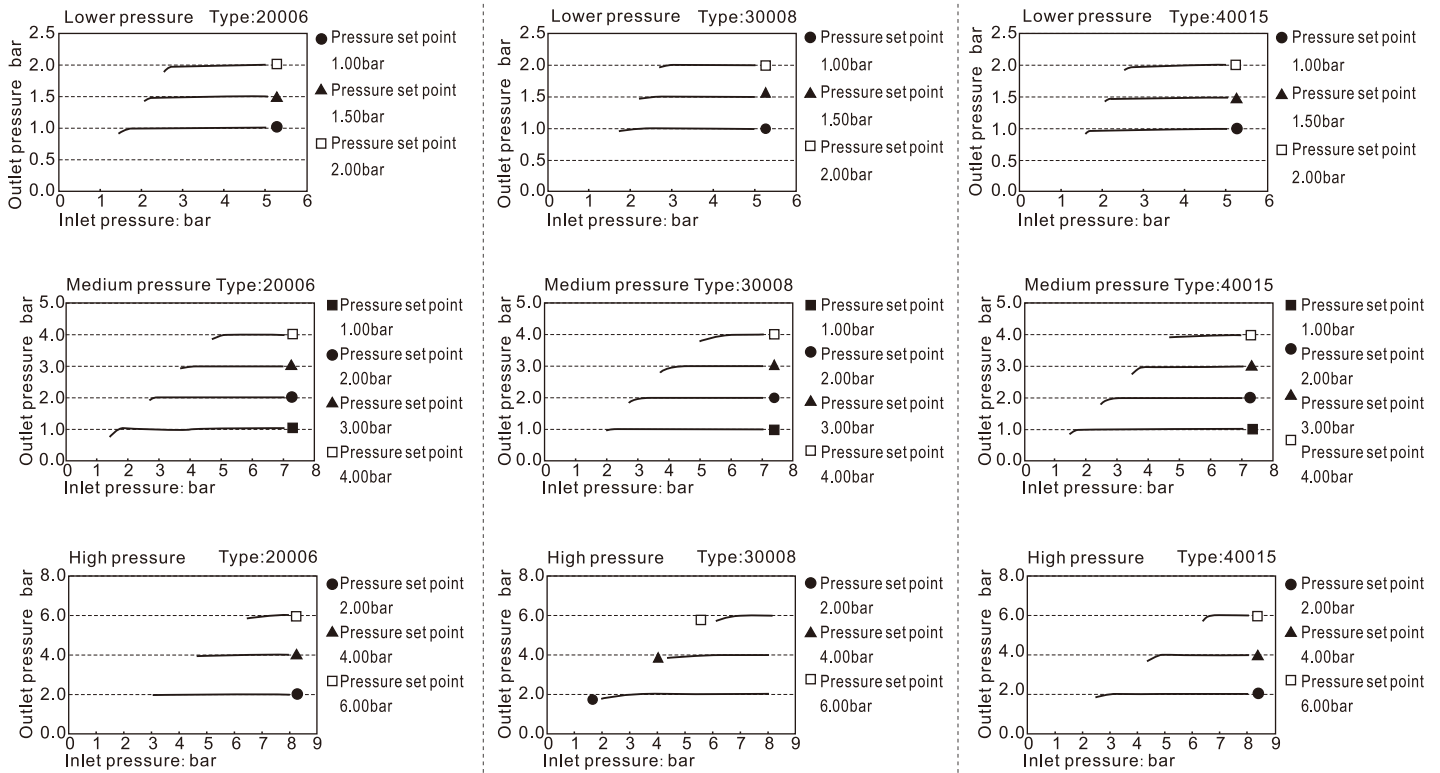 Lower pressure Type:20006
Outlet pressure bar
2.5
2.0
1.5
1.0
0.5
0.0
0 1 2 3 4 5 6
Inlet pressure: bar
Pressure set point
1.00bar
Pressure set point
1.50bar
Pressure set point
2.00bar
Lower pressure Type:30008
Outlet pressure bar
2.5
2.0
1.5
1.0
0.5
0.0
0 1 2 3 4 5 6
Inlet pressure: bar
Pressure set point
1.00bar
Pressure set point
1.50bar
Pressure set point
2.00bar
Lower pressure Type:40015
Outlet pressure bar
2.5
2.0
1.5
1.0
0.5
0.0
0 1 2 3 4 5 6
Inlet pressure: bar
Pressure set point
1.00bar
Pressure set point
1.50bar
Pressure set point
2.00bar
Medium pressure Type:20006
Outlet pressure bar
5.0
4.0
3.0
2.0
1.0
0.0
0 1 2 3 4 5 6 7 8
Inlet pressure: bar
Pressure set point
1.00bar
Pressure set point
2.00bar
Pressure set point
3.00bar
Pressure set point
4.00bar
Medium pressure Type:30008
Outlet pressure bar
5.0
4.0
3.0
2.0
1.0
0.0
0 1 2 3 4 5 6 7 8
Inlet pressure: bar
Pressure set point
1.00bar
Pressure set point
2.00bar
Pressure set point
3.00bar
Pressure set point
4.00bar
Medium pressure Type:40015
Outlet pressure bar
5.0
4.0
3.0
2.0
1.0
0.0
0 1 2 3 4 5 6 7 8
Inlet pressure: bar
Pressure set point
1.00bar
Pressure set point
2.00bar
Pressure set point
3.00bar
Pressure set point
4.00bar
High pressure Type:20006
Outlet pressure bar
8.0
6.0
4.0
2.0
0.0
0 1 2 3 4 5 6 7 8 9
Inlet pressure: bar
Pressure set point
2.00bar
Pressure set point
4.00bar
Pressure set point
6.00bar
High pressure Type:30008
Outlet pressure bar
8.0
6.0
4.0
2.0
0.0
0 1 2 3 4 5 6 7 8 9
Inlet pressure: bar
Pressure set point
2.00bar
Pressure set point
4.00bar
Pressure set point
6.00bar
High pressure Type:40015
Outlet pressure bar
8.0
6.0
4.0
2.0
0.0
0 1 2 3 4 5 6 7 8 9
Inlet pressure: bar
Pressure set point
2.00bar
Pressure set point
4.00bar
Pressure set point
6.00bar